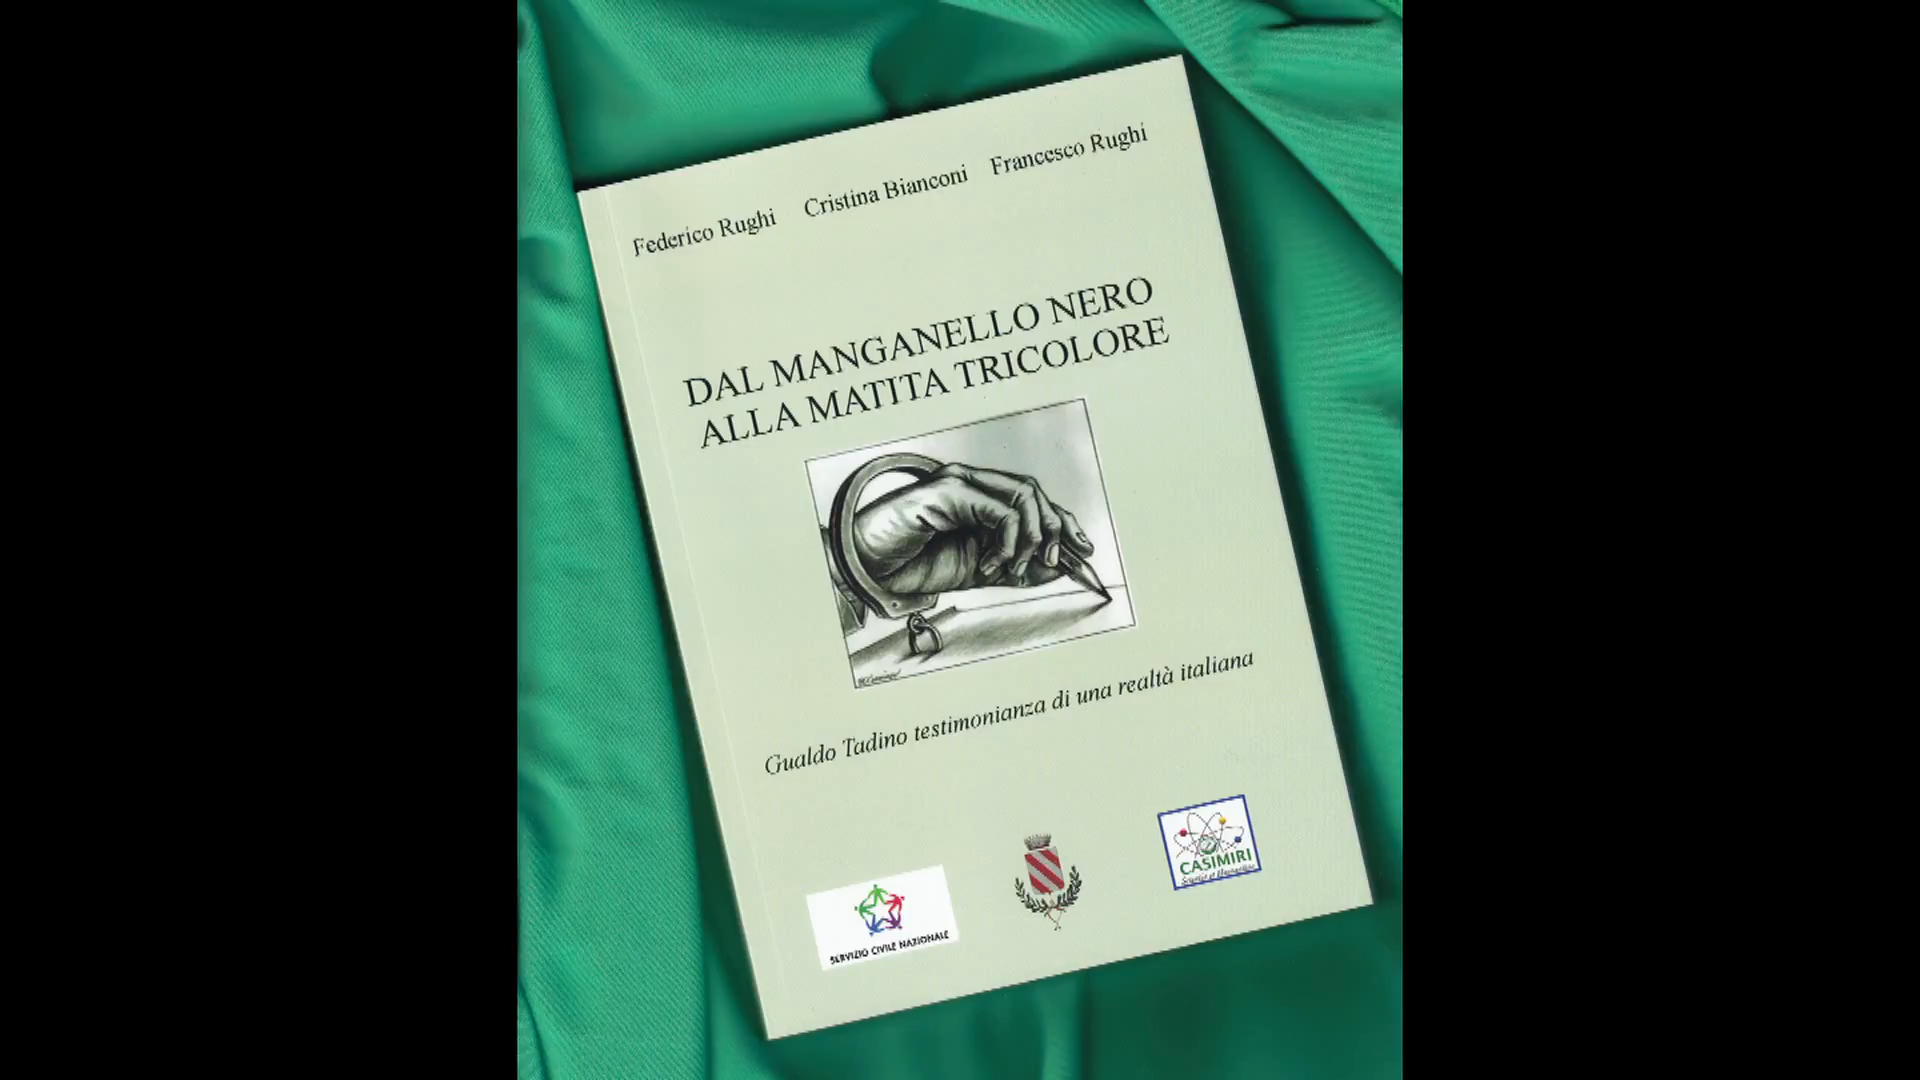 Federico Rughi Cristina Bianconi Francesco Rughi
DAL MANGANELLO NERO
ALLA MATITA TRICOLORE
Gualdo Tadino testimonianza di una realtà italiana
SERVIZIO CIVILE NAZIONALE
CASIMIRI